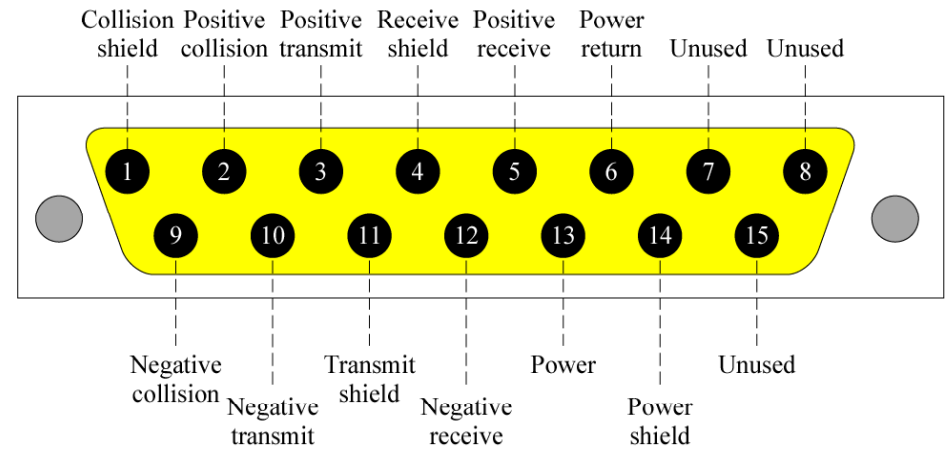 Collision shield
Positive collision
Positive transmit
Receive shield
Positive receive
Power return
Unused
Unused
1 2 3 4 5 6 7 8
9 10 11 12 13 14 15
Negative collision
Negative transmit
Transmit shield
Negative receive
Power
Power shield
Unused